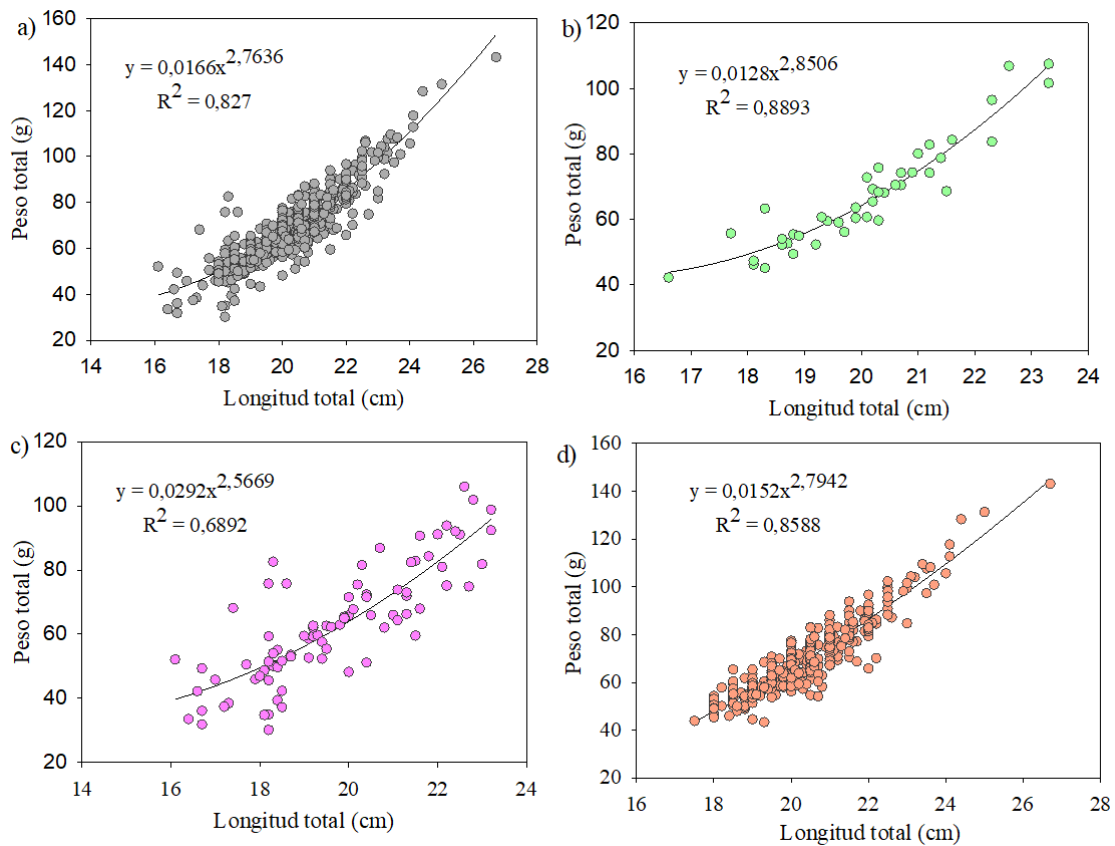 a)
y = 0,0166x^2,7636
R^2 = 0,827
Peso total (g)
160
140
120
100
80
60
40
20
14 16 18 20 22 24 26 28
Longitud total (cm)
b)
y = 0,0128x^2,8506
R^2 = 0,8893
Peso total (g)
120
100
80
60
40
20
16 17 18 19 20 21 22 23 24
Longitud total (cm)
c)
y = 0,0292x^2,5669
R^2 = 0,6892
Peso total (g)
120
100
80
60
40
20
14 16 18 20 22 24
Longitud total (cm)
d)
y = 0,0152x^2,7942
R^2 = 0,8588
Peso total (g)
160
140
120
100
80
60
40
20
16 18 20 22 24 26 28
Longitud total (cm)